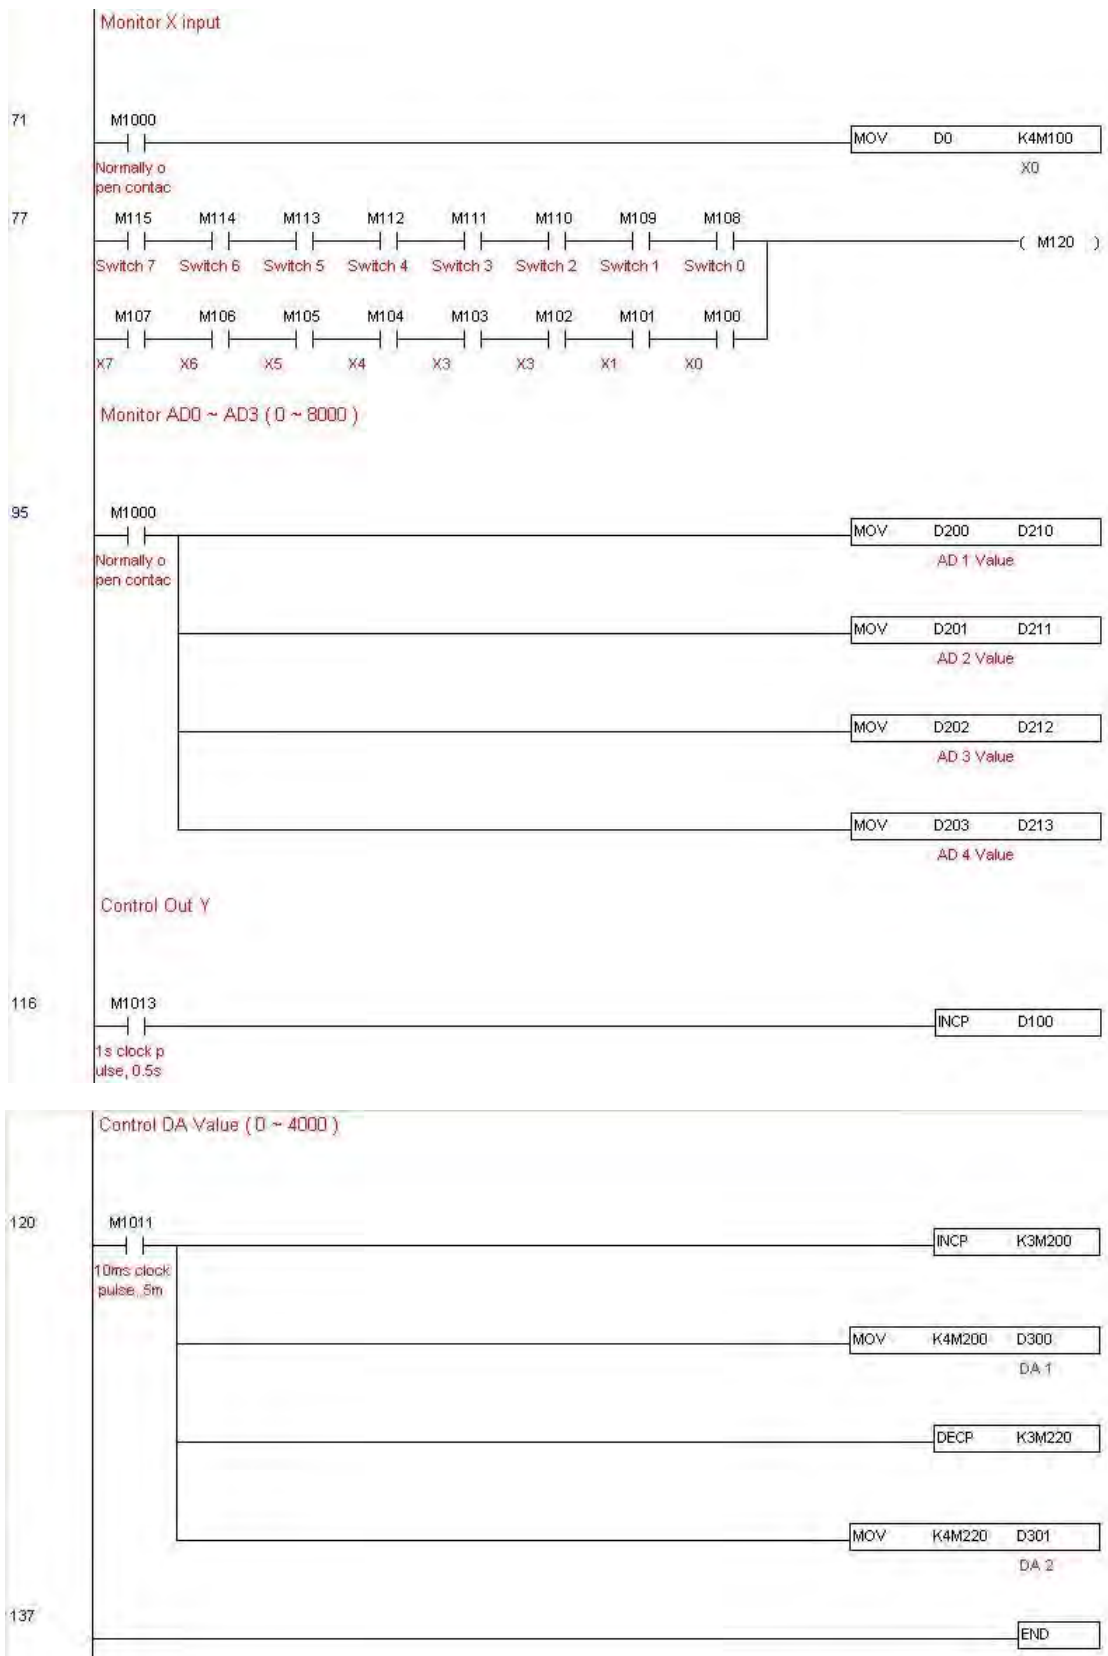 Monitor X input
71 M1000
MOV D0 K4M100
X0
Normally o
pen contac
77 M115 M114 M113 M112 M111 M110 M109 M108
( M120 )
Switch 7 Switch 6 Switch 5 Switch 4 Switch 3 Switch 2 Switch 1 Switch 0
M107 M106 M105 M104 M103 M102 M101 M100
X7 X6 X5 X4 X3 X3 X1 X0
Monitor AD0 ~ AD3 ( 0 ~ 8000 )
95 M1000
MOV D200 D210
AD 1 Value
Normally o
pen contac
MOV D201 D211
AD 2 Value
MOV D202 D212
AD 3 Value
MOV D203 D213
AD 4 Value
Control Out Y
116 M1013
INCP D100
1s clock p
ulse, 0.5s
Control DA Value ( 0 ~ 4000 )
120 M1011
INCP K3M200
10ms clock
pulse, 5m
MOV K4M200 D300
DA 1
DECP K3M220
MOV K4M220 D301
DA 2
137
END